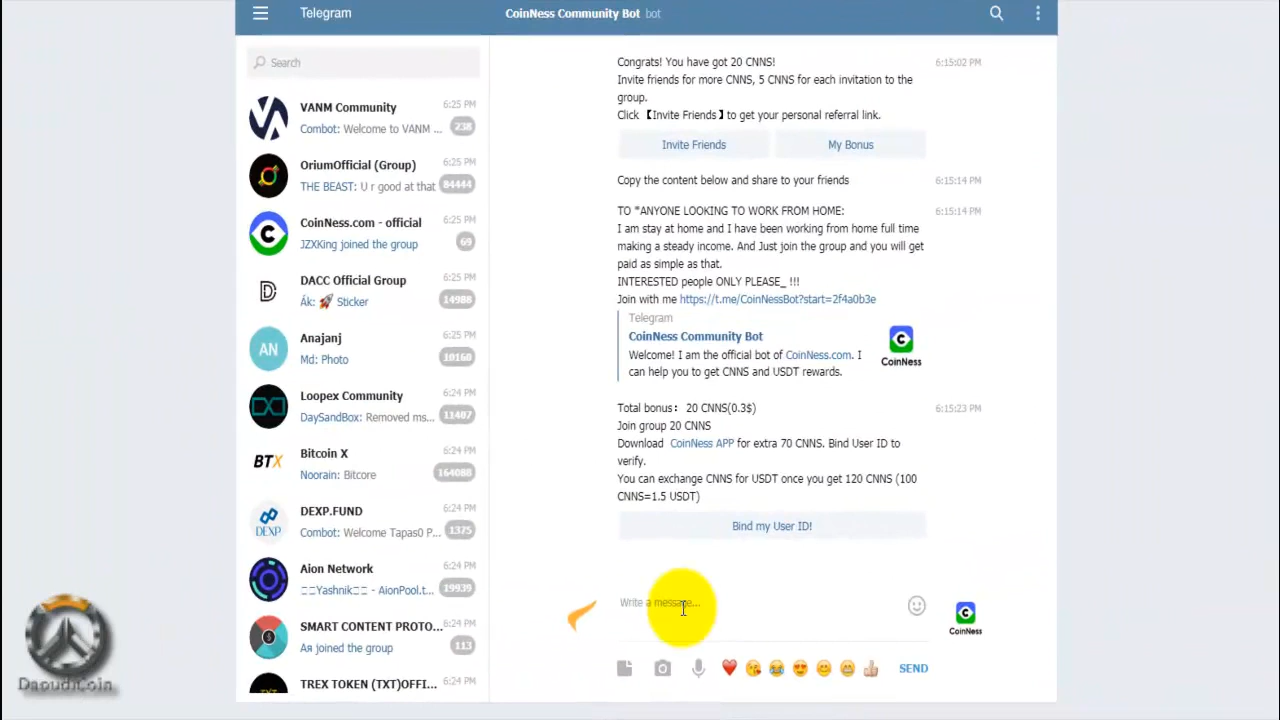 Telegram
CoinNess Community Bot bot
Search
VANM Community 6:25 PM
Combot: Welcome to VANM ... 238
OriumOfficial (Group) 6:25 PM
THE BEAST: U r good at that 84444
CoinNess.com - official 6:25 PM
JZXKing joined the group 69
DACC Official Group 6:25 PM
Ák: 🚀 Sticker 14988
AN
Anajanj 6:25 PM
Md: Photo 10160
Loopex Community 6:24 PM
DaySandBox: Removed ms... 11407
BTX
Bitcoin X 6:24 PM
Noorain: Bitcore 164088
DEXP
DEXP.FUND 6:24 PM
Combot: Welcome Tapas0 P... 1375
Aion Network 6:24 PM
□□Yashnik□□ - AionPool.t... 19939
SMART CONTENT PROTO... 6:24 PM
Ая joined the group 113
TXT
TREX TOKEN (TXT)OFFI... 6:24 PM
Congrats! You have got 20 CNNS! 6:15:02 PM
Invite friends for more CNNS, 5 CNNS for each invitation to the
group.
Click 【Invite Friends】to get your personal referral link.
Invite Friends My Bonus
Copy the content below and share to your friends 6:15:14 PM
TO *ANYONE LOOKING TO WORK FROM HOME: 6:15:14 PM
I am stay at home and I have been working from home full time
making a steady income. And Just join the group and you will get
paid as simple as that.
INTERESTED people ONLY PLEASE_ !!!
Join with me https://t.me/CoinNessBot?start=2f4a0b3e
Telegram
CoinNess Community Bot
Welcome! I am the official bot of CoinNess.com. I
can help you to get CNNS and USDT rewards.
CoinNess
Total bonus： 20 CNNS(0.3$) 6:15:23 PM
Join group 20 CNNS
Download CoinNess APP for extra 70 CNNS. Bind User ID to
verify.
You can exchange CNNS for USDT once you get 120 CNNS (100
CNNS=1.5 USDT)
Bind my User ID!
Write a message...
CoinNess
SEND
DaoudhCoin